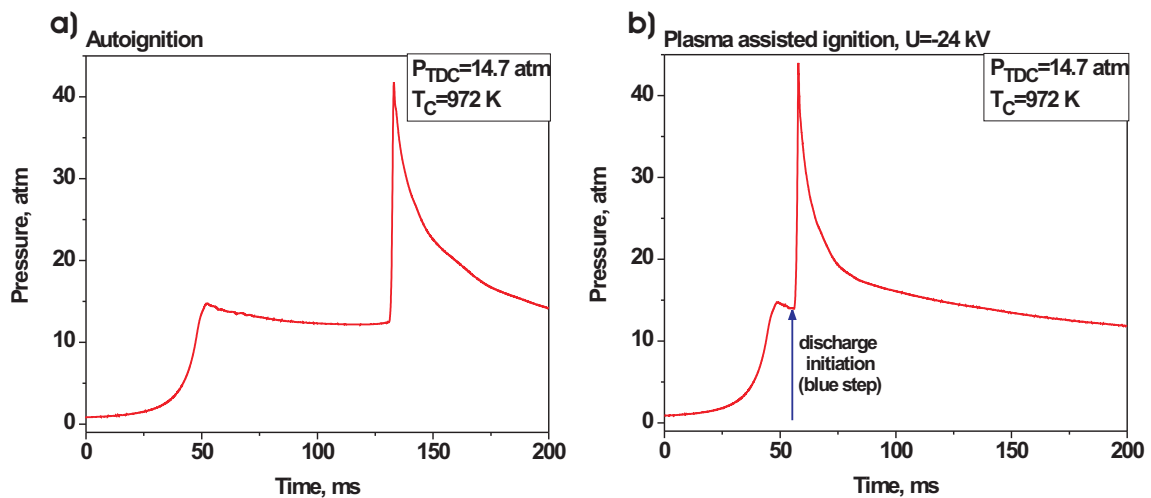 a)
Autoignition
P_TDC=14.7 atm
T_C=972 K
40
30
20
10
0
Pressure, atm
0 50 100 150 200
Time, ms
b)
Plasma assisted ignition, U=-24 kV
P_TDC=14.7 atm
T_C=972 K
40
30
20
10
0
Pressure, atm
discharge
initiation
(blue step)
0 50 100 150 200
Time, ms